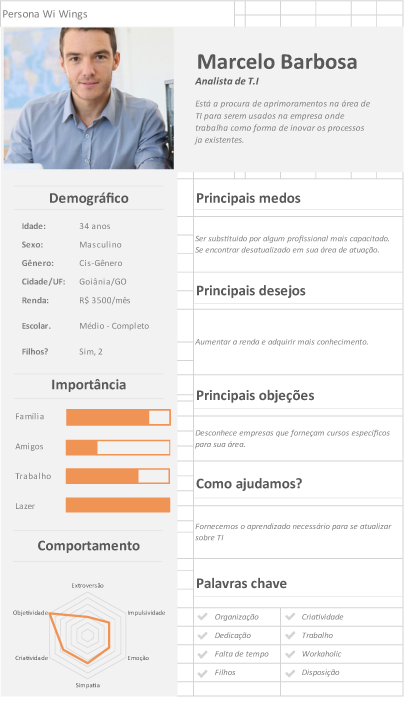 Persona Wi Wings
Marcelo Barbosa
Analista de T.I
Está a procura de aprimoramentos na área de
TI para serem usados na empresa onde
trabalha como forma de inovar os processos
ja existentes.
Demográfico
Idade: 34 anos
Sexo: Masculino
Gênero: Cis-Gênero
Cidade/UF: Goiânia/GO
Renda: R$ 3500/mês
Escolar. Médio - Completo
Filhos? Sim, 2
Importância
Família
Amigos
Trabalho
Lazer
Comportamento
Extroversão
Objetividade
Impulsividade
Criatividade
Emoção
Simpatia
Principais medos
Ser substituido por algum profissional mais capacitado.
Se encontrar desatualizado em sua área de atuação.
Principais desejos
Aumentar a renda e adquirir mais conhecimento.
Principais objeções
Desconhece empresas que forneçam cursos específicos
para sua área.
Como ajudamos?
Fornecemos o aprendizado necessário para se atualizar
sobre TI
Palavras chave
Organização Criatividade
Dedicação Trabalho
Falta de tempo Workaholic
Filhos Disposição